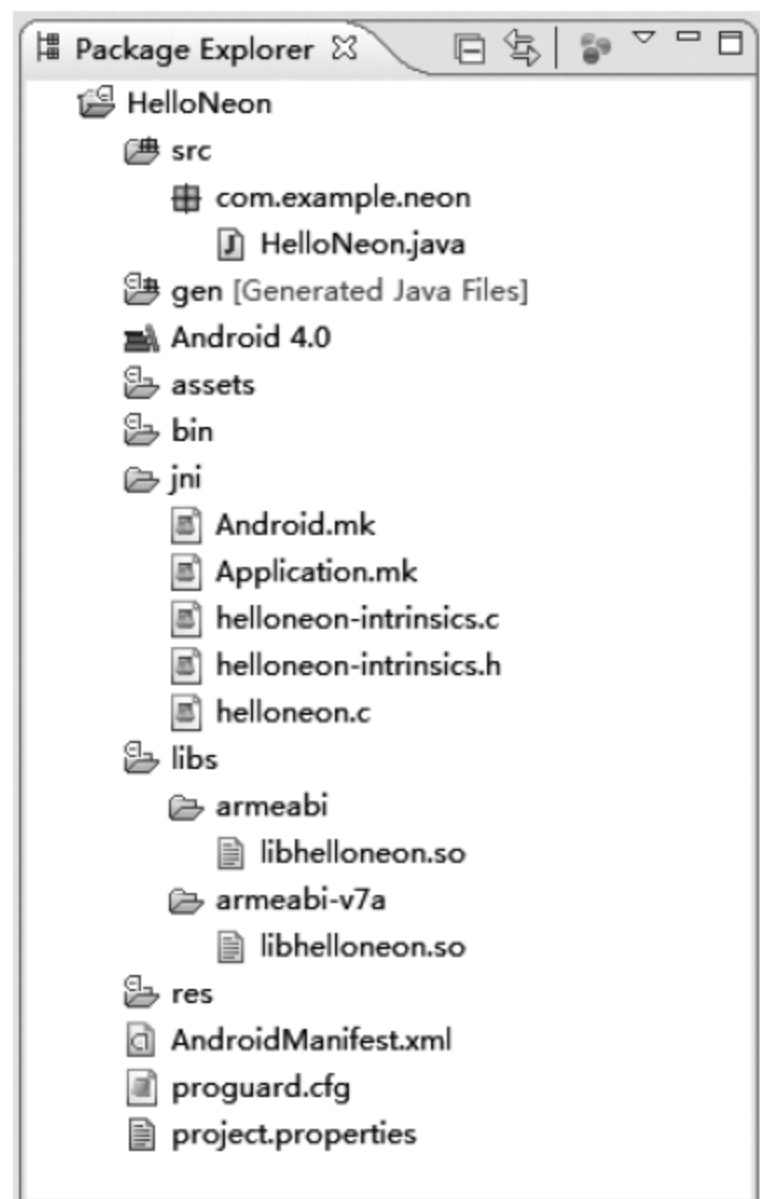 Package Explorer
HelloNeon
src
com.example.neon
HelloNeon.java
gen [Generated Java Files]
Android 4.0
assets
bin
jni
Android.mk
Application.mk
helloneon-intrinsics.c
helloneon-intrinsics.h
helloneon.c
libs
armeabi
libhelloneon.so
armeabi-v7a
libhelloneon.so
res
AndroidManifest.xml
proguard.cfg
project.properties